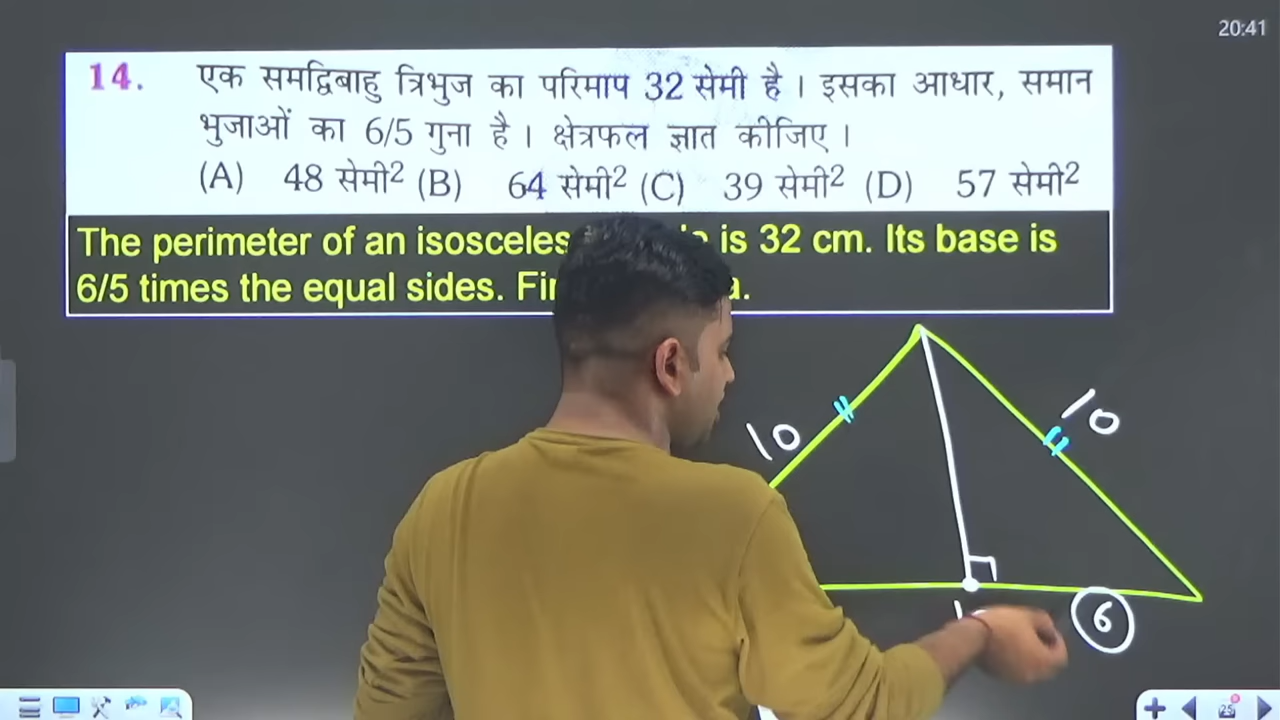 20:41
14. एक समद्विबाहु त्रिभुज का परिमाप 32 सेमी है। इसका आधार, समान
भुजाओं का 6/5 गुना है। क्षेत्रफल ज्ञात कीजिए।
(A) 48 सेमी² (B) 64 सेमी² (C) 39 सेमी² (D) 57 सेमी²
The perimeter of an isosceles is 32 cm. Its base is
6/5 times the equal sides.
10
10
6
25